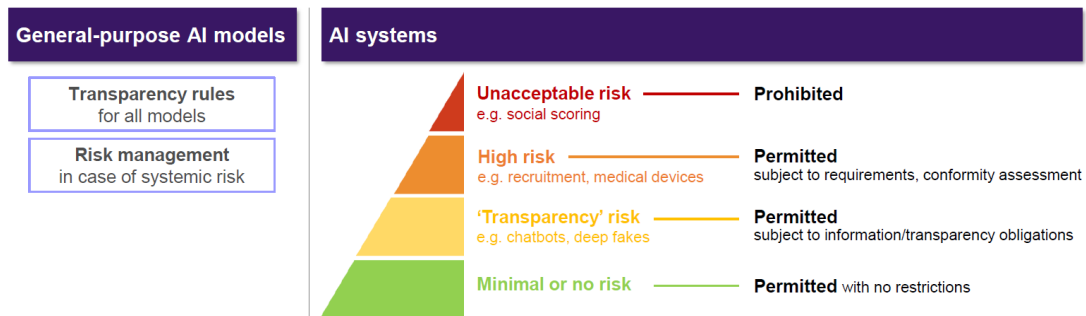 General-purpose AI models
Transparency rules
for all models
Risk management
in case of systemic risk
AI systems
Unacceptable risk
e.g. social scoring
Prohibited
High risk
e.g. recruitment, medical devices
Permitted
subject to requirements, conformity assessment
‘Transparency’ risk
e.g. chatbots, deep fakes
Permitted
subject to information/transparency obligations
Minimal or no risk
Permitted with no restrictions